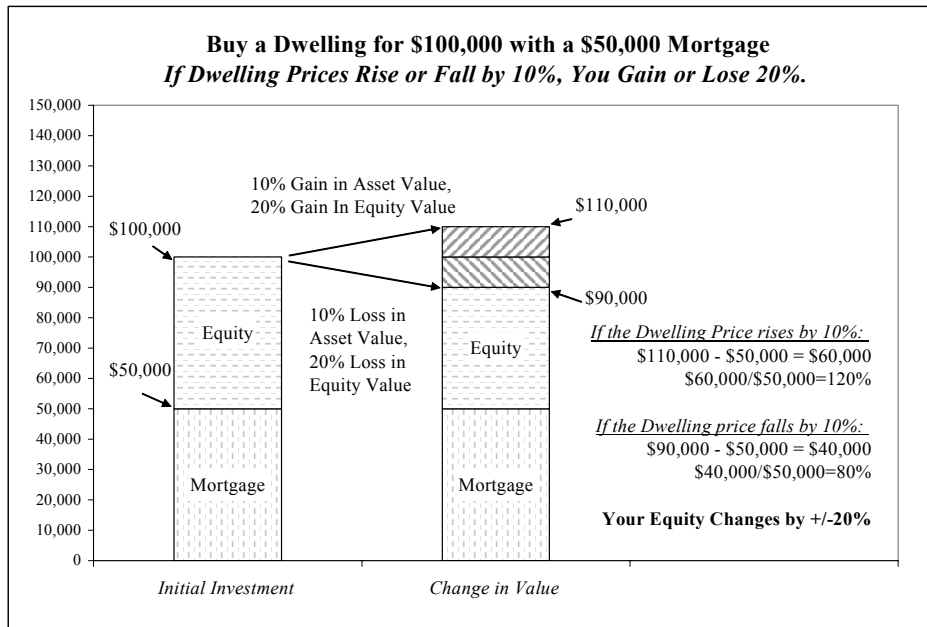 Buy a Dwelling for $100,000 with a $50,000 Mortgage
If Dwelling Prices Rise or Fall by 10%, You Gain or Lose 20%.
150,000
140,000
130,000
120,000
110,000
100,000
90,000
80,000
70,000
60,000
50,000
40,000
30,000
20,000
10,000
0
$100,000
$50,000
Equity
Mortgage
10% Gain in Asset Value,
20% Gain In Equity Value
10% Loss in
Asset Value,
20% Loss in
Equity Value
$110,000
$90,000
Equity
Mortgage
If the Dwelling Price rises by 10%:
$110,000 - $50,000 = $60,000
$60,000/$50,000=120%
If the Dwelling price falls by 10%:
$90,000 - $50,000 = $40,000
$40,000/$50,000=80%
Your Equity Changes by +/-20%
Initial Investment
Change in Value